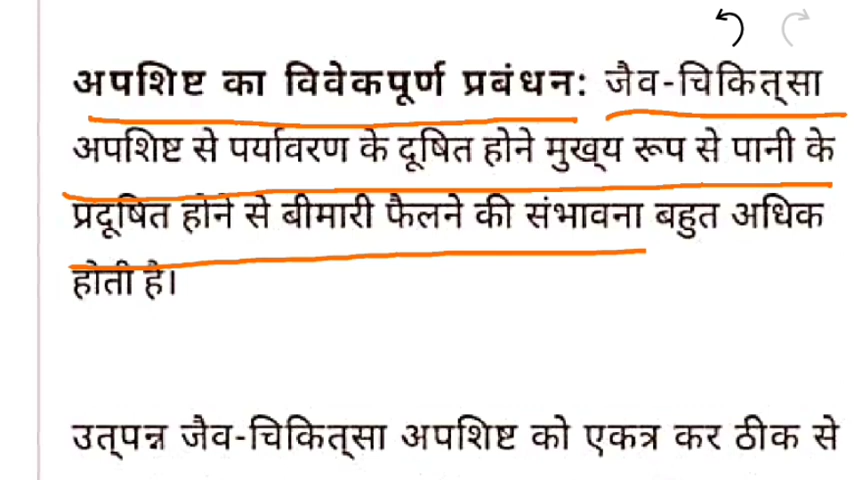 अपशिष्ट का विवेकपूर्ण प्रबंधन: जैव-चिकित्सा
अपशिष्ट से पर्यावरण के दूषित होने मुख्य रूप से पानी के
प्रदूषित होने से बीमारी फैलने की संभावना बहुत अधिक
होती है।
उत्पन्न जैव-चिकित्सा अपशिष्ट को एकत्र कर ठीक से